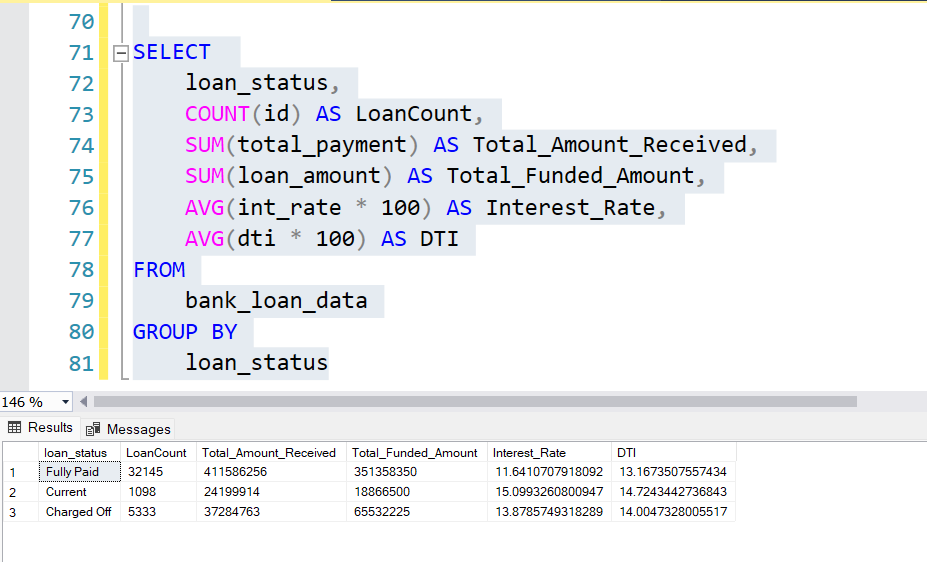 70
71 SELECT
72 loan_status,
73 COUNT(id) AS LoanCount,
74 SUM(total_payment) AS Total_Amount_Received,
75 SUM(loan_amount) AS Total_Funded_Amount,
76 AVG(int_rate * 100) AS Interest_Rate,
77 AVG(dti * 100) AS DTI
78 FROM
79 bank_loan_data
80 GROUP BY
81 loan_status
146 %
Results Messages
loan_status LoanCount Total_Amount_Received Total_Funded_Amount Interest_Rate DTI
1 Fully Paid 32145 411586256 351358350 11.6410707918092 13.1673507557434
2 Current 1098 24199914 18866500 15.0993260800947 14.7243442736843
3 Charged Off 5333 37284763 65532225 13.8785749318289 14.0047328005517